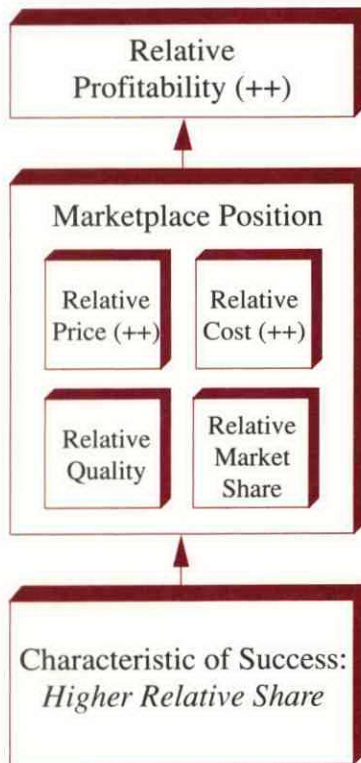 Relative
Profitability (++)
Marketplace Position
Relative
Price (++)
Relative
Cost (++)
Relative
Quality
Relative
Market
Share
Characteristic of Success:
Higher Relative Share